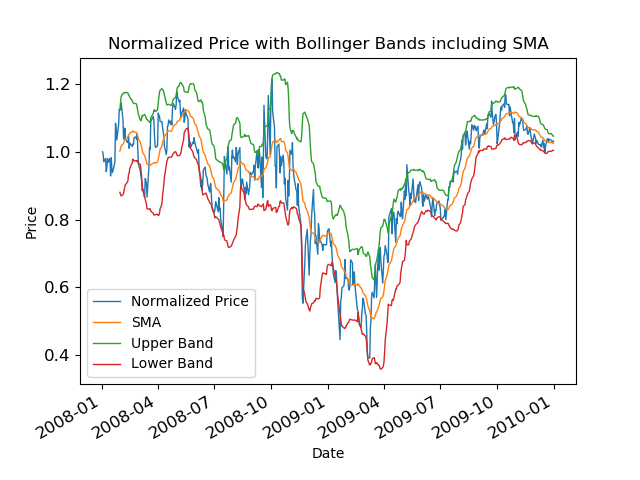 Normalized Price with Bollinger Bands including SMA
1.2
1.0
0.8
0.6
0.4
Price
Normalized Price
SMA
Upper Band
Lower Band
2008-01
2008-04
2008-07
2008-10
2009-01
2009-04
2009-07
2009-10
2010-01
Date